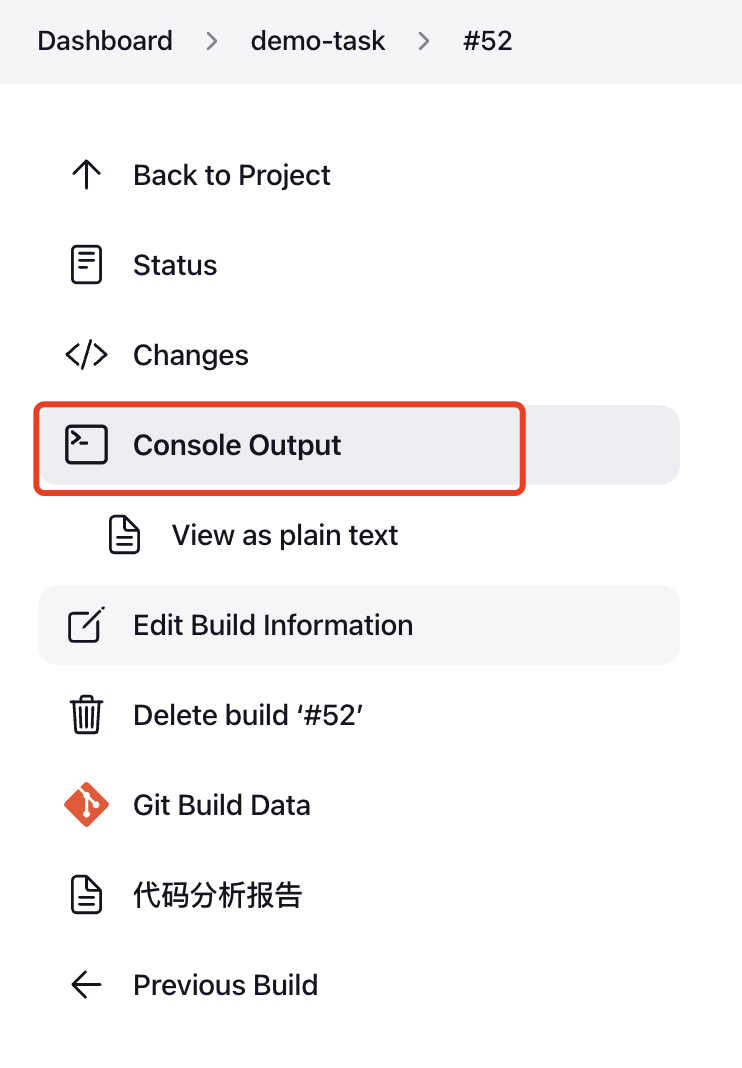 Dashboard > demo-task > #52
Back to Project
Status
Changes
Console Output
View as plain text
Edit Build Information
Delete build ‘#52’
Git Build Data
代码分析报告
Previous Build